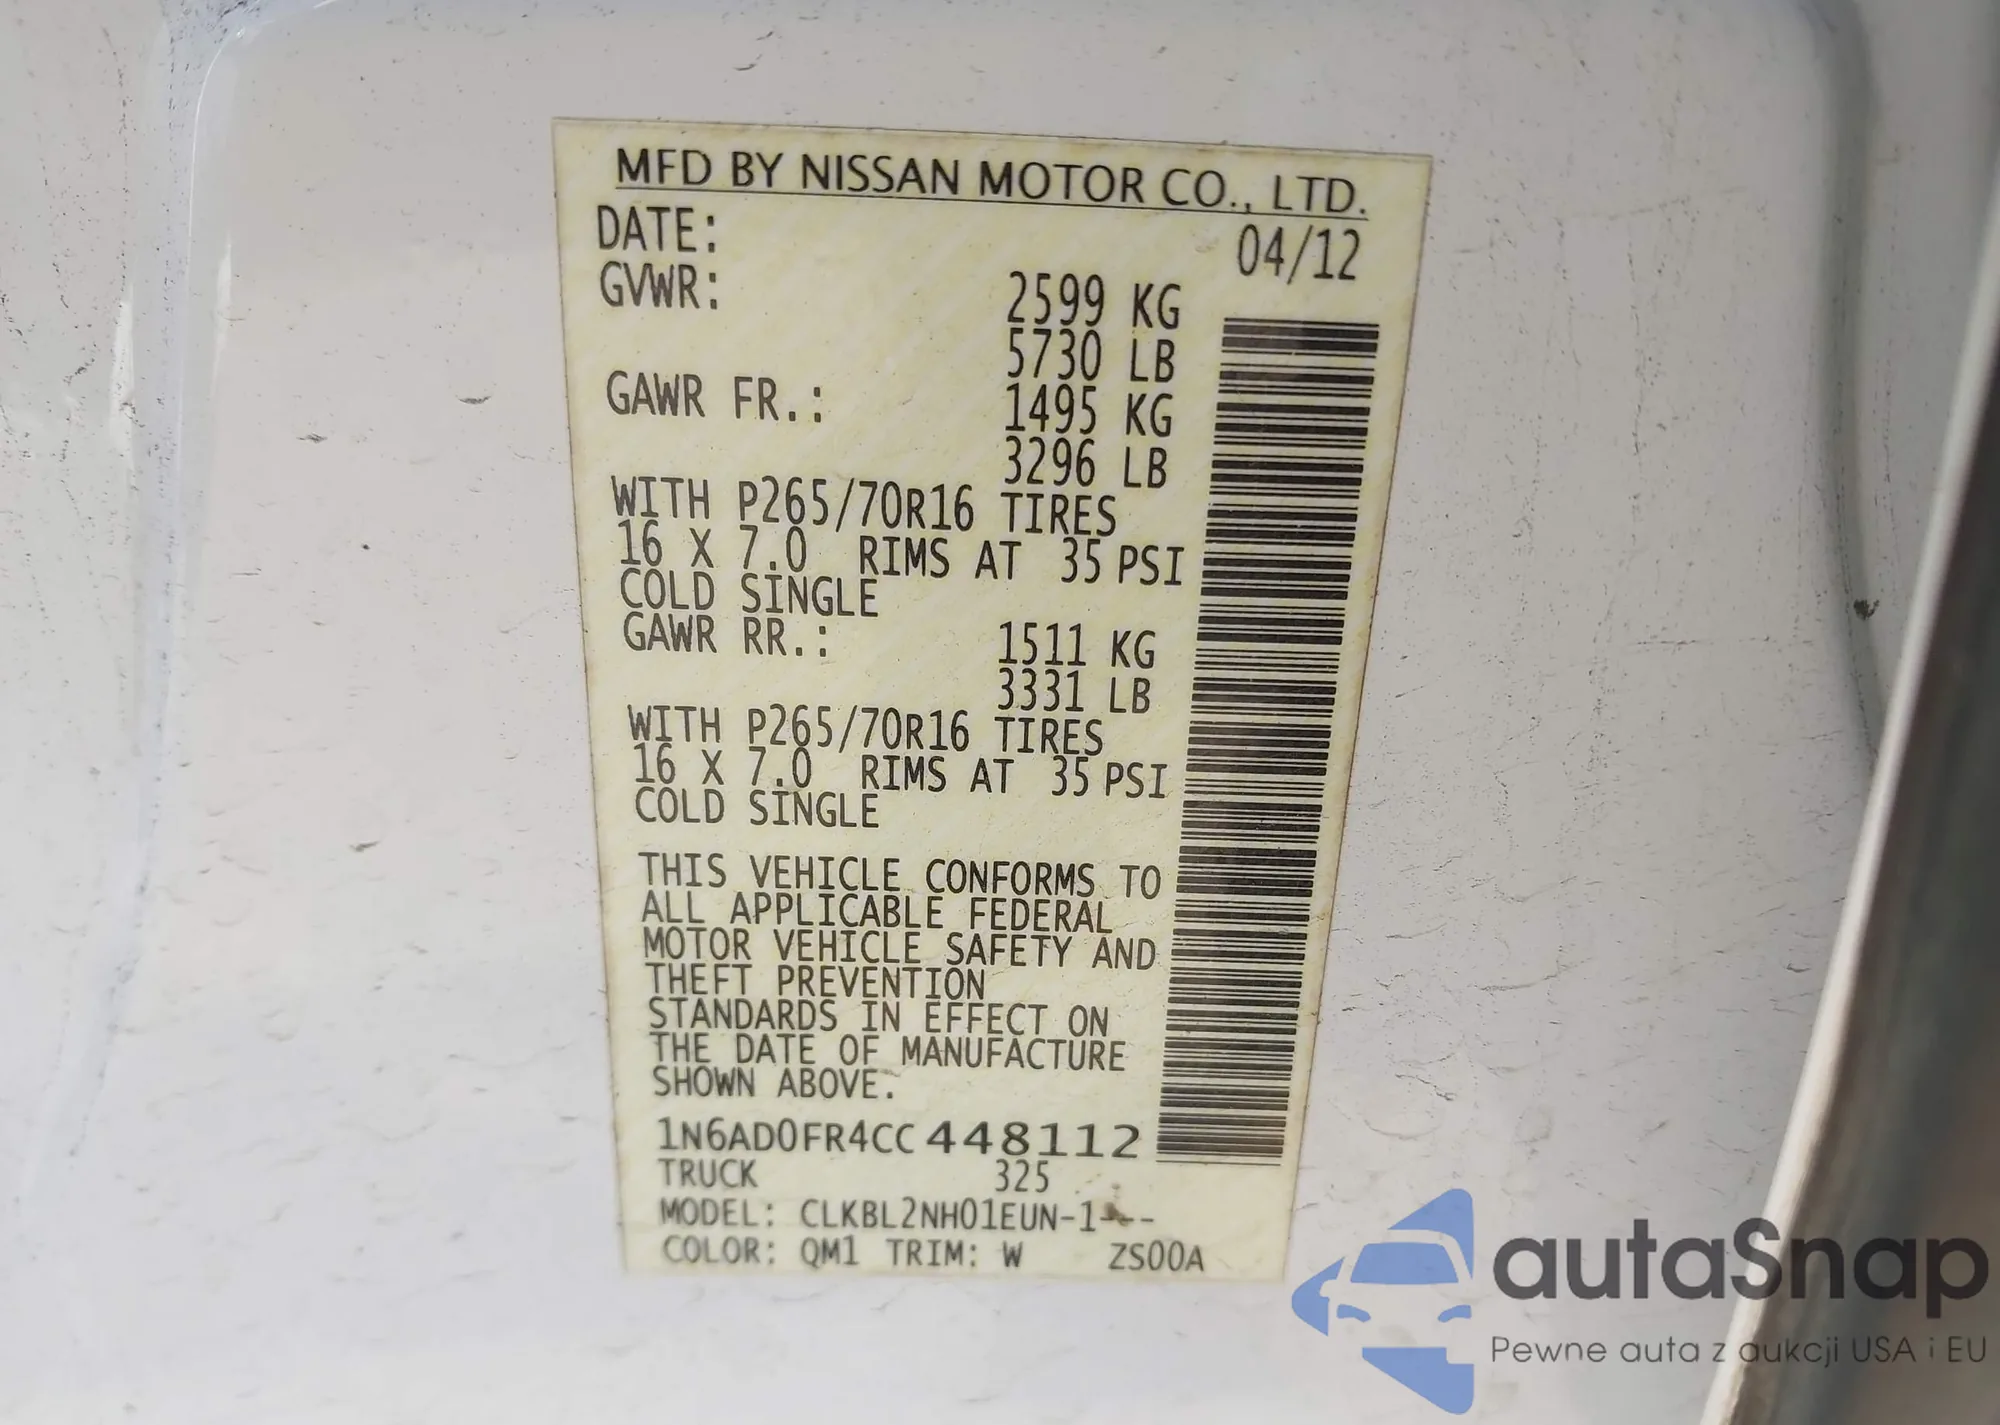 MFD BY NISSAN MOTOR CO., LTD.
DATE: 04/12
GVWR: 2599 KG
5730 LB
GAWR FR.: 1495 KG
3296 LB
WITH P265/70R16 TIRES
16 X 7.0 RIMS AT 35 PSI
COLD SINGLE
GAWR RR.: 1511 KG
3331 LB
WITH P265/70R16 TIRES
16 X 7.0 RIMS AT 35 PSI
COLD SINGLE
THIS VEHICLE CONFORMS TO
ALL APPLICABLE FEDERAL
MOTOR VEHICLE SAFETY AND
THEFT PREVENTION
STANDARDS IN EFFECT ON
THE DATE OF MANUFACTURE
SHOWN ABOVE.
1N6AD0FR4CC448112
TRUCK 325
MODEL: CLKBL2NH01EUN-1---
COLOR: QM1 TRIM: W ZS00A
autaSnap
Pewne auta z aukcji USA i EU